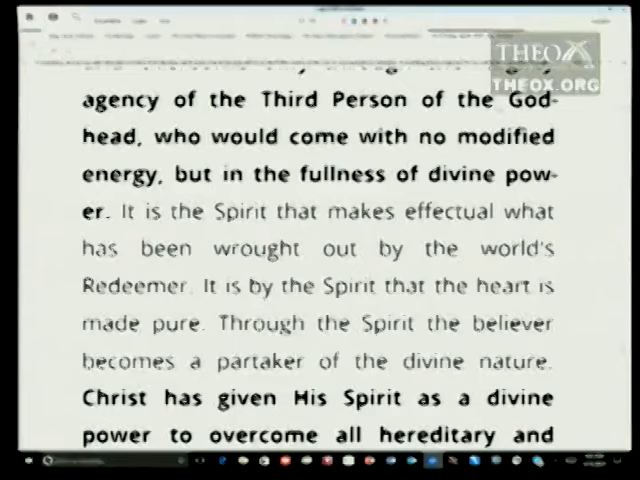 THEOX
THEOX.ORG
agency of the Third Person of the God-
head, who would come with no modified
energy, but in the fullness of divine pow-
er. It is the Spirit that makes effectual what
has been wrought out by the world's
Redeemer. It is by the Spirit that the heart is
made pure. Through the Spirit the believer
becomes a partaker of the divine nature.
Christ has given His Spirit as a divine
power to overcome all hereditary and